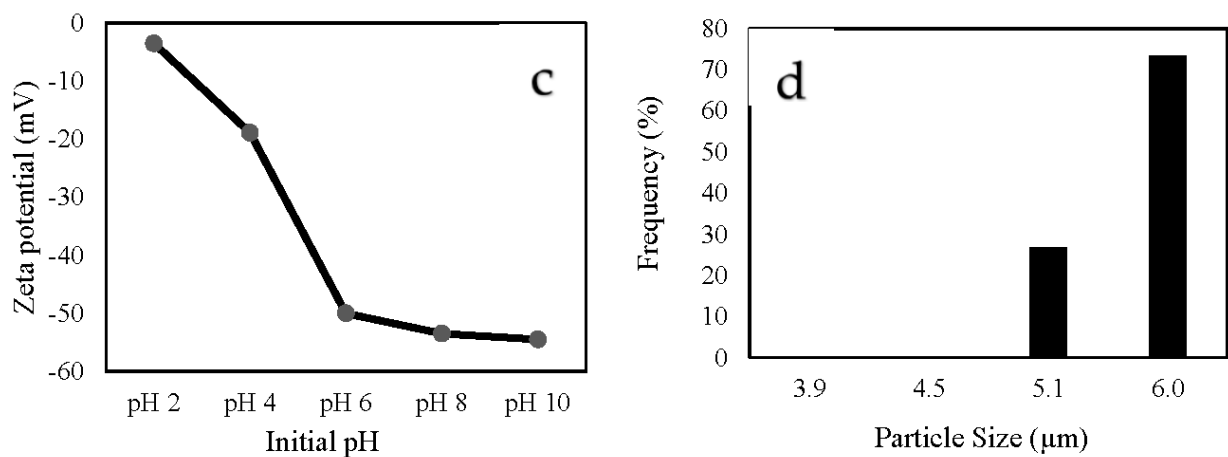 c
Zeta potential (mV)
0
-10
-20
-30
-40
-50
-60
pH 2 pH 4 pH 6 pH 8 pH 10
Initial pH
d
Frequency (%)
80
70
60
50
40
30
20
10
0
3.9 4.5 5.1 6.0
Particle Size (µm)